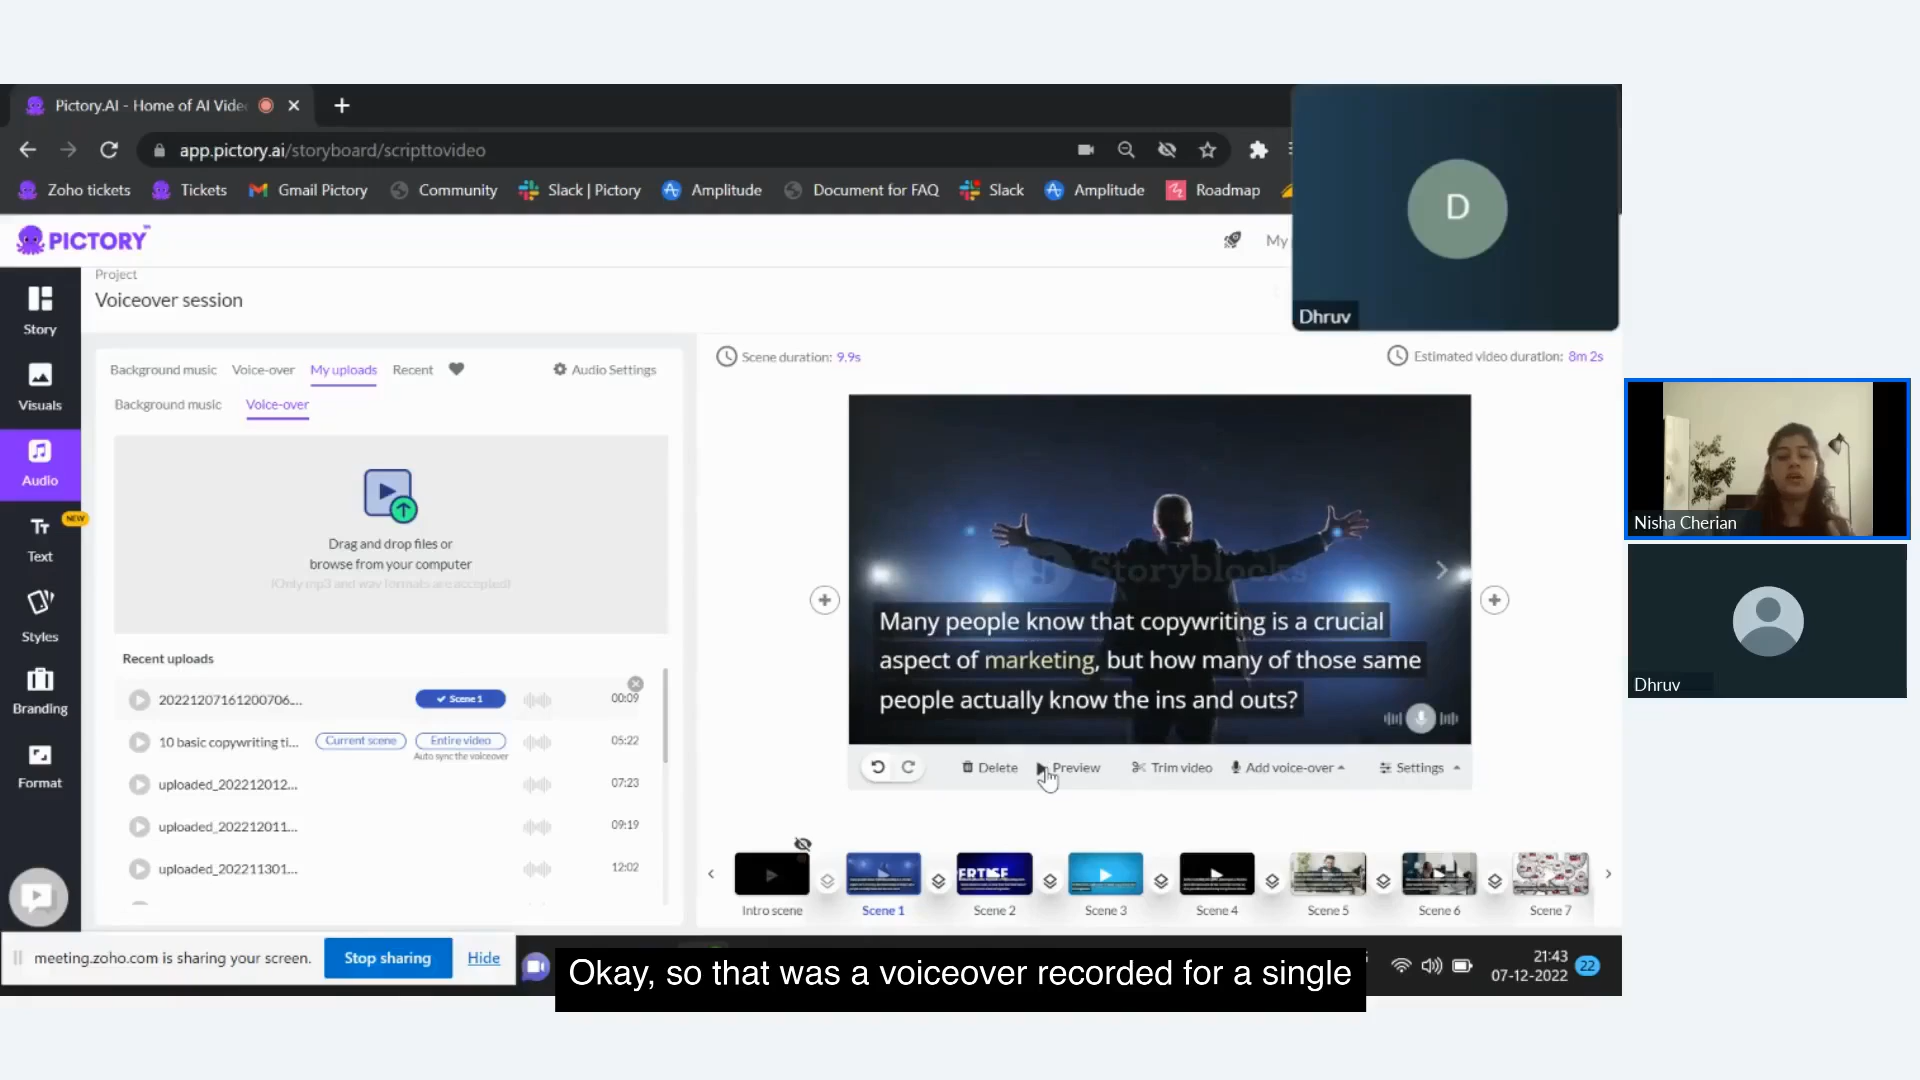 Pictory.AI - Home of AI Vide
app.pictory.ai/storyboard/scripttovideo
Zoho tickets
Tickets
Gmail Pictory
Community
Slack | Pictory
Amplitude
Document for FAQ
Slack
Amplitude
Roadmap
D
Dhruv
PICTORY
My
Project
Voiceover session
Story
Visuals
Audio
NEW
Text
Styles
Branding
Format
Background music
Voice-over
My uploads
Recent
Audio Settings
Background music
Voice-over
Drag and drop files or
browse from your computer
(Only mp3 and wav formats are accepted)
Recent uploads
20221207161200706....
Scene 1
00:09
10 basic copywriting ti...
Current scene
Entire video
Auto sync the voiceover
05:22
uploaded_202212012...
07:23
uploaded_202212011...
09:19
uploaded_202211301...
12:02
Scene duration: 9.9s
Estimated video duration: 8m 2s
Storyblocks
Many people know that copywriting is a crucial
aspect of marketing, but how many of those same
people actually know the ins and outs?
Delete
Preview
Trim video
Add voice-over
Settings
Intro scene
Scene 1
Scene 2
Scene 3
Scene 4
Scene 5
Scene 6
Scene 7
Nisha Cherian
Dhruv
meeting.zoho.com is sharing your screen.
Stop sharing
Hide
Okay, so that was a voiceover recorded for a single
21:43
07-12-2022
22